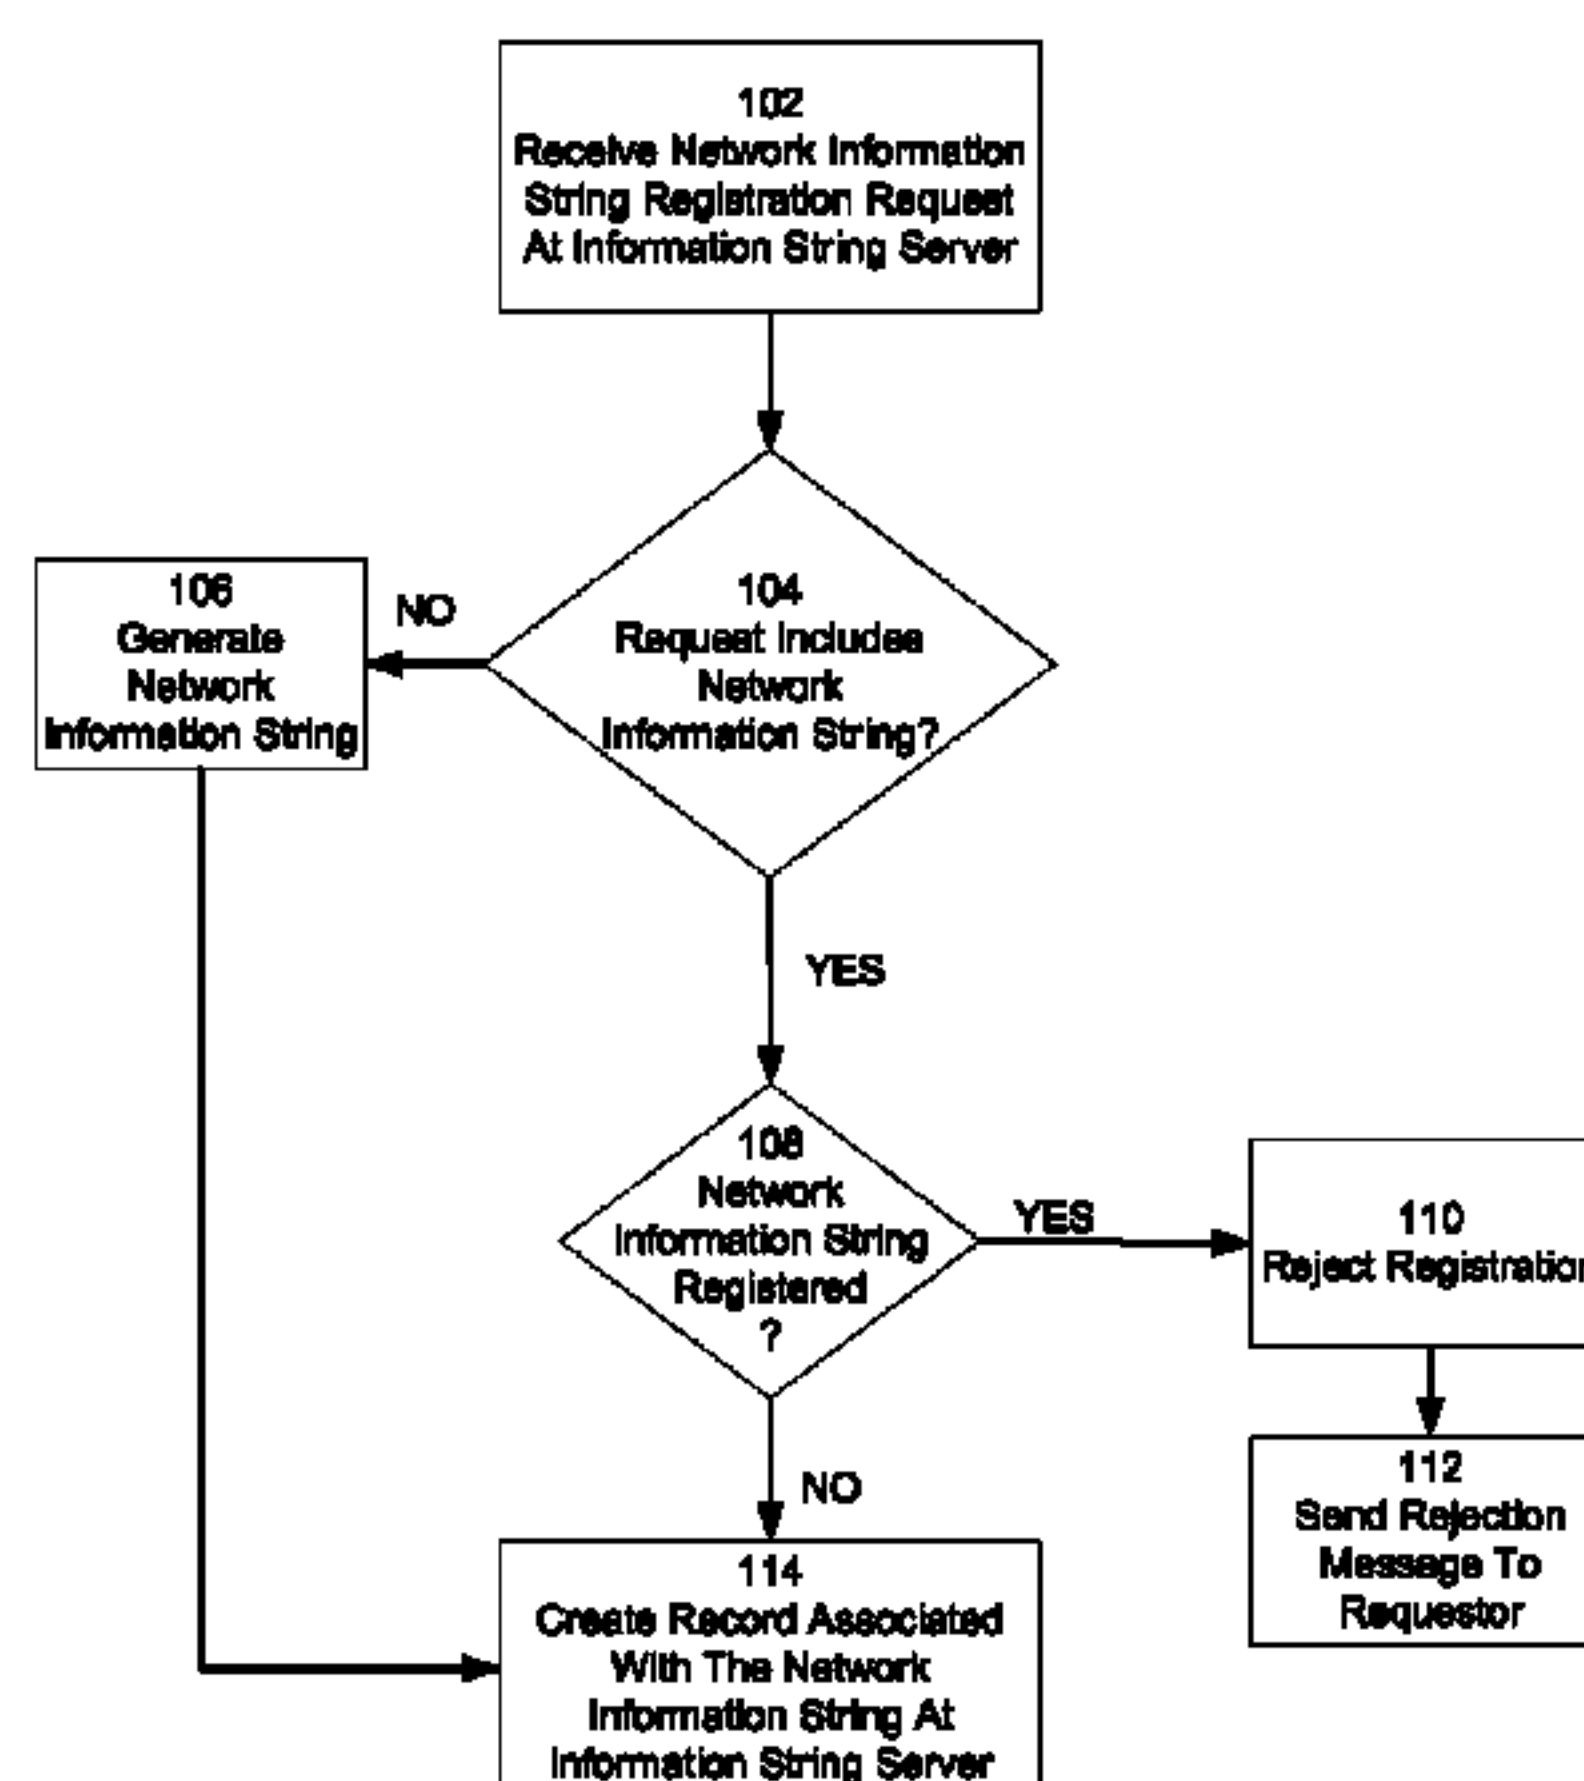 102
Receive Network Information
String Registration Request
At Information String Server
106
Generate
Network
Information String
NO
104
Request Includes
Network
Information String?
YES
108
Network
Information String
Registered
?
YES
110
Reject Registration
NO
112
Send Rejection
Message To
Requestor
114
Create Record Associated
With The Network
Information String At
Information String Server